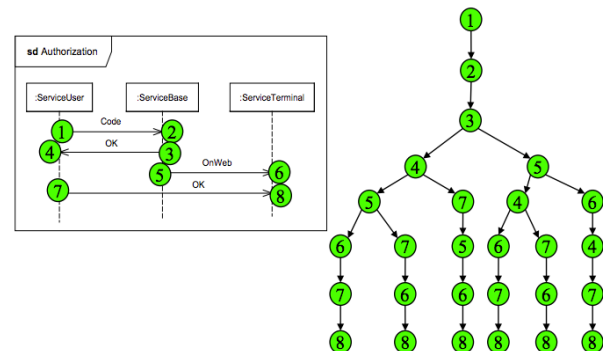 sd Authorization
:ServiceUser :ServiceBase :ServiceTerminal
Code
1 2
OK
4 3
OnWeb
5 6
OK
7 8
1
2
3
4 5
5 7 4 6
6 7 5 6 7 4
7 6 6 7 6 7
8 8 8 8 8 8